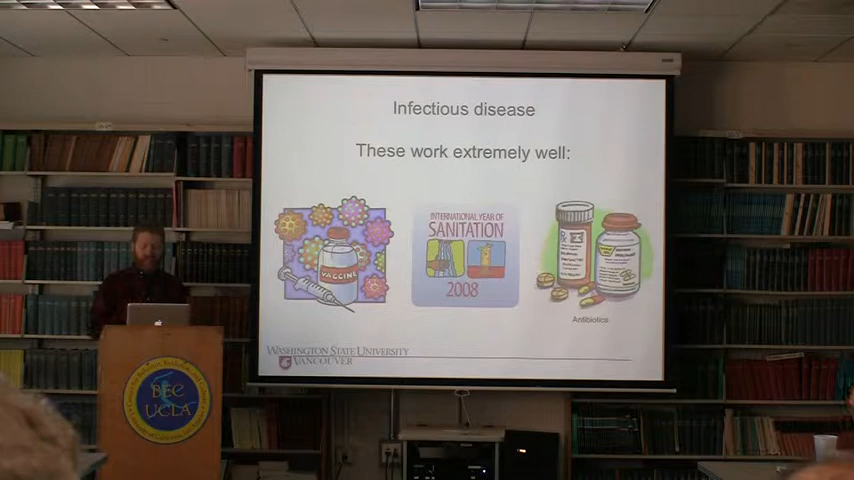 Infectious disease
These work extremely well:
INTERNATIONAL YEAR OF
SANITATION
2008
VACCINE
Antibiotics
WASHINGTON STATE UNIVERSITY
VANCOUVER
BEC
UCLA